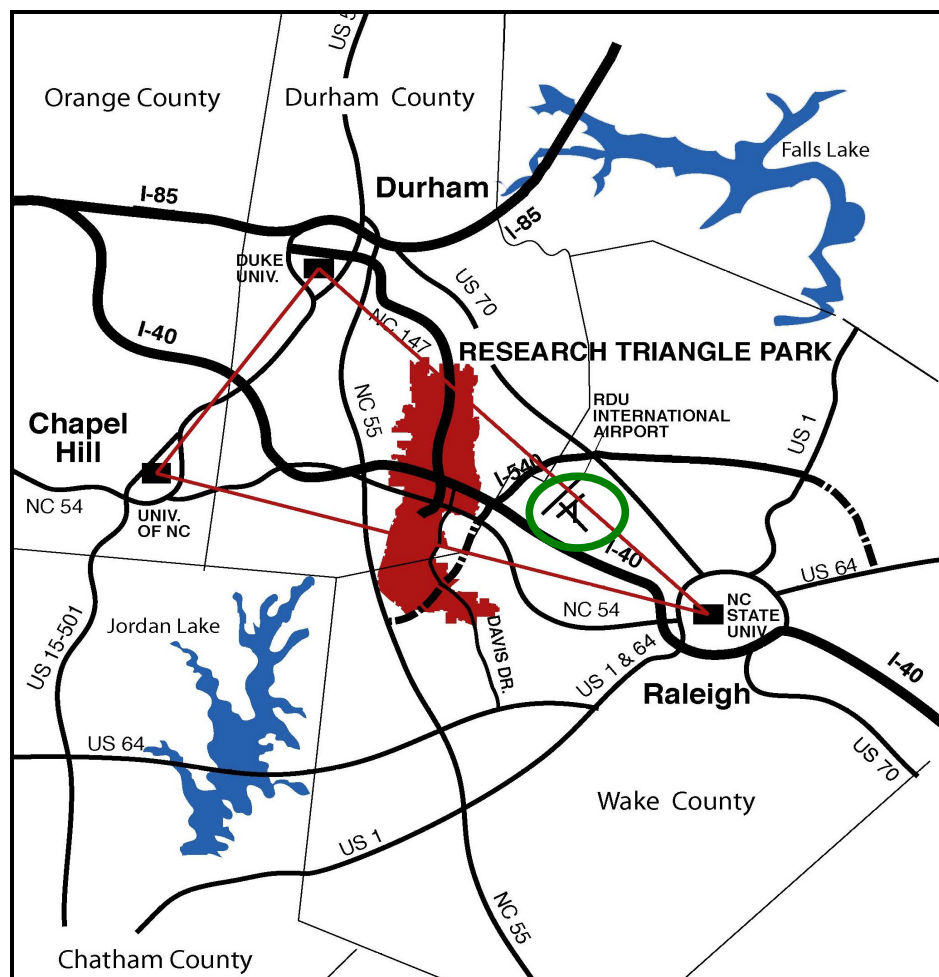 US 5
Orange County
Durham County
Falls Lake
I-85
Durham
I-85
DUKE
UNIV.
US 70
I-40
NC 147
RESEARCH TRIANGLE PARK
RDU
INTERNATIONAL
AIRPORT
US 1
NC 55
Chapel
Hill
I-540
NC 54
UNIV.
OF NC
I-40
US 64
NC
STATE
UNIV.
NC 54
Jordan Lake
DAVIS DR.
US 15-501
US 1 & 64
I-40
Raleigh
US 64
US 70
Wake County
US 1
NC 55
Chatham County